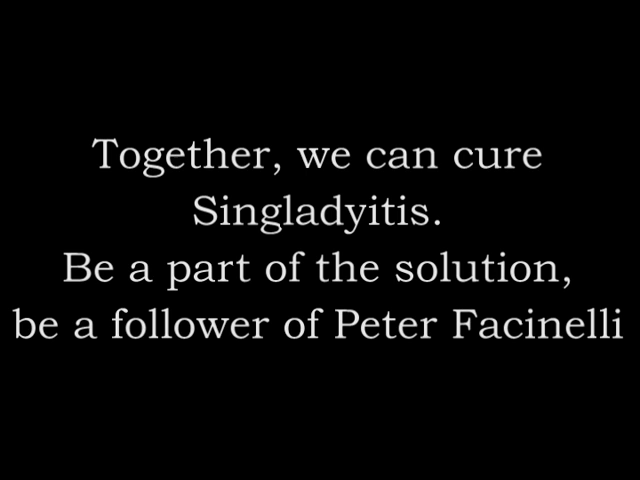 Together, we can cure
Singladyitis.
Be a part of the solution,
be a follower of Peter Facinelli